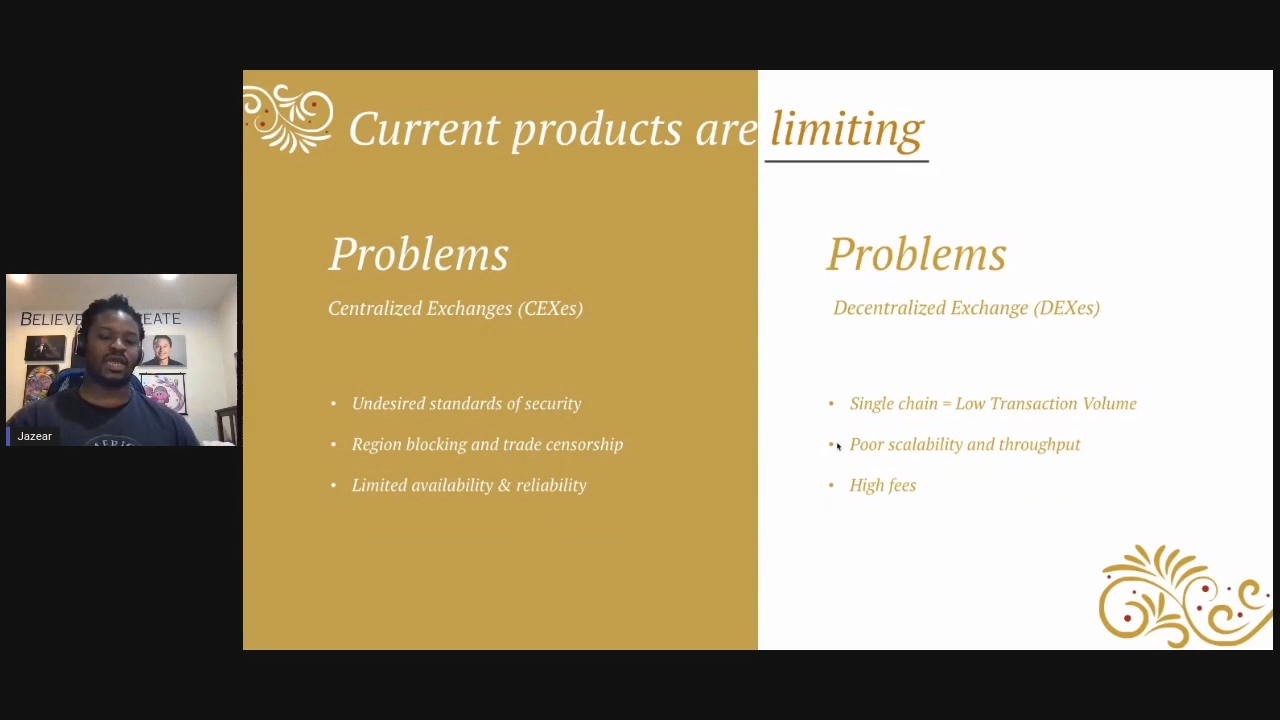 Current products are limiting
Problems
Centralized Exchanges (CEXes)
• Undesired standards of security
• Region blocking and trade censorship
• Limited availability & reliability
Problems
Decentralized Exchange (DEXes)
• Single chain = Low Transaction Volume
• Poor scalability and throughput
• High fees
BELIEVE
Jazear